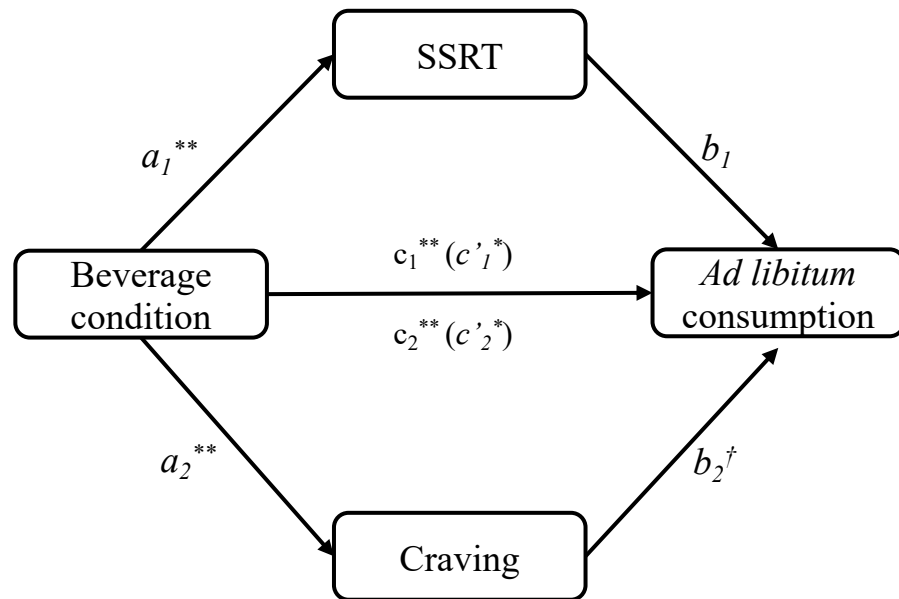 SSRT
a₁**
b₁
Beverage
condition
c₁** (c’₁*)
c₂** (c’₂*)
Ad libitum
consumption
a₂**
b₂†
Craving